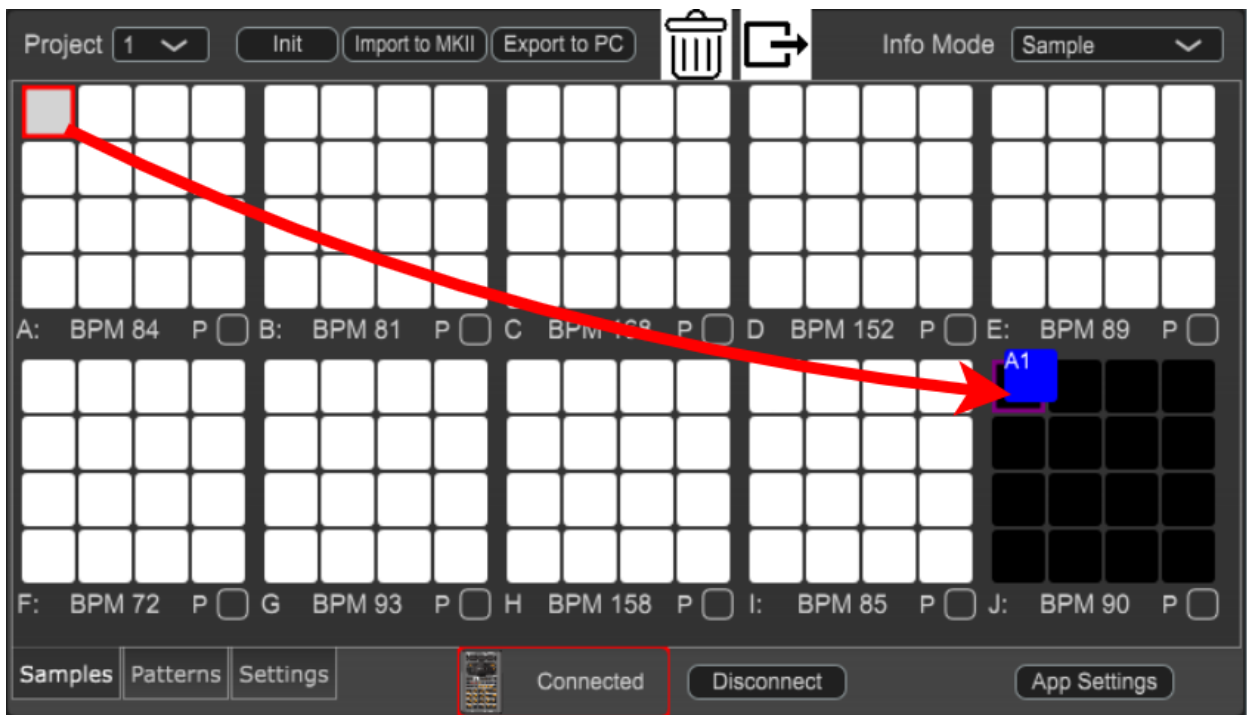 Project 1 Init Import to MKII Export to PC Info Mode Sample
A: BPM 84 P B: BPM 81 P C BPM 168 P D BPM 152 P E: BPM 89 P
A1
F: BPM 72 P G BPM 93 P H BPM 158 P I: BPM 85 P J: BPM 90 P
Samples Patterns Settings Connected Disconnect App Settings